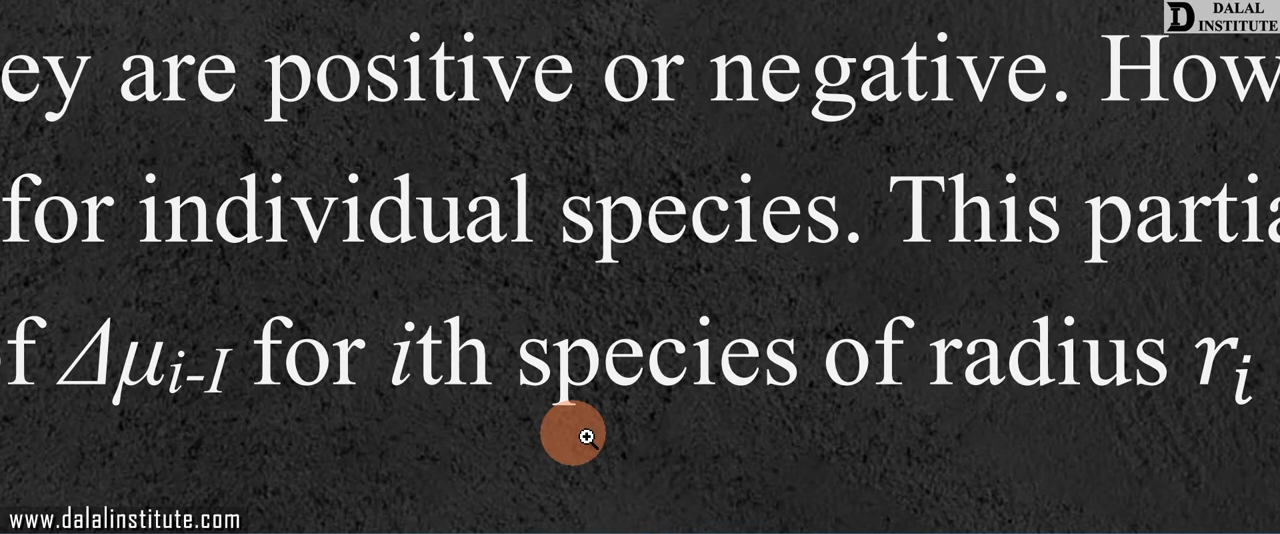 DALAL
INSTITUTE
ey are positive or negative. How
for individual species. This partia
of Δμi-I for ith species of radius ri
www.dalalinstitute.com